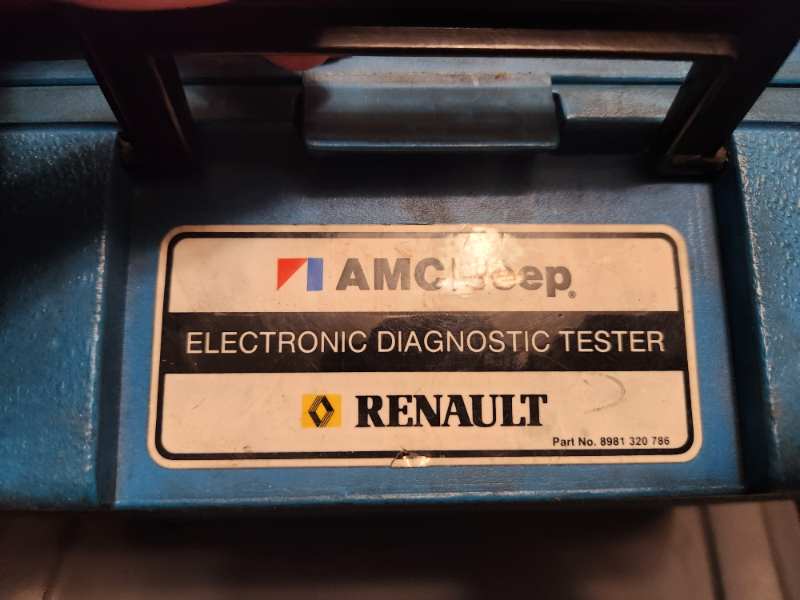 AMC|Jeep®
ELECTRONIC DIAGNOSTIC TESTER
RENAULT
Part No. 8981 320 786